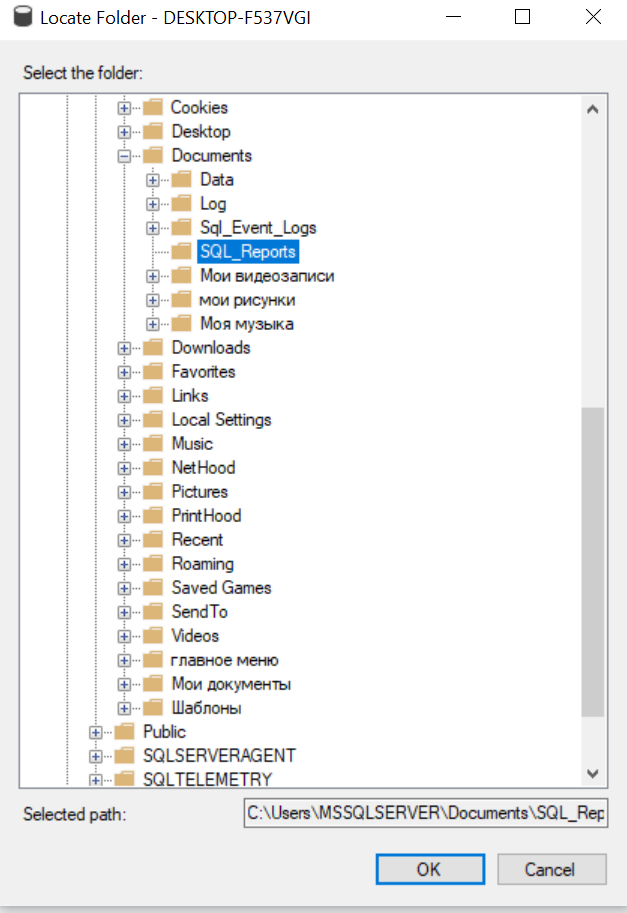 Locate Folder - DESKTOP-F537VGI
Select the folder:
Cookies
Desktop
Documents
Data
Log
Sql_Event_Logs
SQL_Reports
Мои видеозаписи
мои рисунки
Моя музыка
Downloads
Favorites
Links
Local Settings
Music
NetHood
Pictures
PrintHood
Recent
Roaming
Saved Games
SendTo
Videos
главное меню
Мои документы
Шаблоны
Public
SQLSERVERAGENT
SQLTELEMETRY
Selected path: C:\Users\MSSQLSERVER\Documents\SQL_Rep
OK Cancel